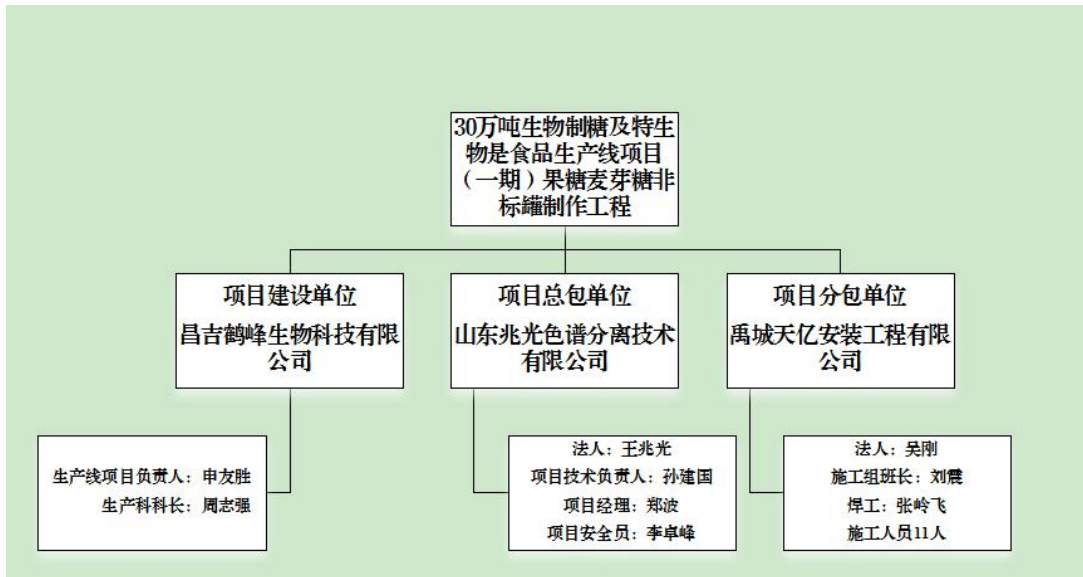 30万吨生物制糖及特生
物是食品生产线项目
（一期）果糖麦芽糖非
标罐制作工程
项目建设单位
昌吉鹤峰生物科技有限
公司
项目总包单位
山东兆光色谱分离技术
有限公司
项目分包单位
禹城天亿安装工程有限
公司
生产线项目负责人：申友胜
生产科科长：周志强
法人：王兆光
项目技术负责人：孙建国
项目经理：郑波
项目安全员：李卓峰
法人：吴刚
施工组班长：刘震
焊工：张岭飞
施工人员11人